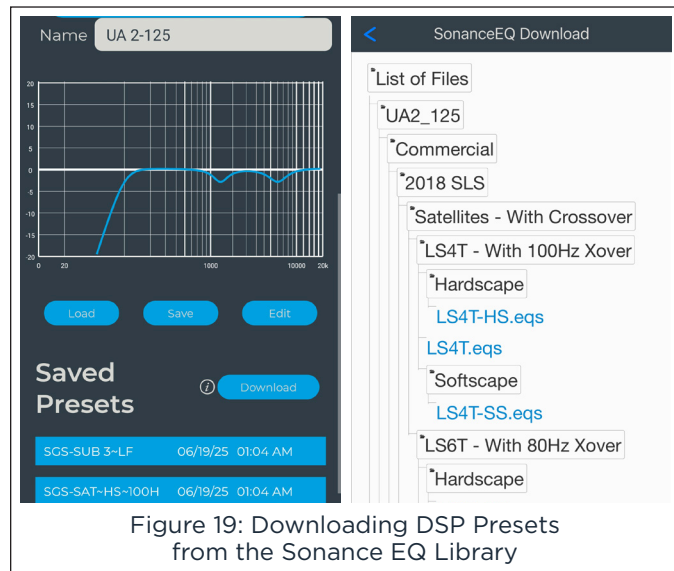 Name UA 2-125
20
15
10
5
0
-5
-10
-15
-20
0 20 1000 10000 20k
Load Save Edit
Saved Presets
i Download
SGS-SUB 3~LF 06/19/25 01:04 AM
SGS-SAT~HS~100H 06/19/25 01:04 AM
< SonanceEQ Download
List of Files
UA2_125
Commercial
2018 SLS
Satellites - With Crossover
LS4T - With 100Hz Xover
Hardscape
LS4T-HS.eqs
LS4T.eqs
Softscape
LS4T-SS.eqs
LS6T - With 80Hz Xover
Hardscape
Figure 19: Downloading DSP Presets
from the Sonance EQ Library